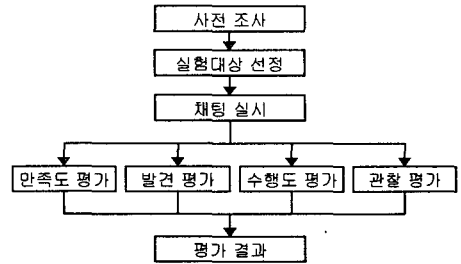 사전 조사
실험대상 선정
채팅 실시
만족도 평가
발견 평가
수행도 평가
관찰 평가
평가 결과